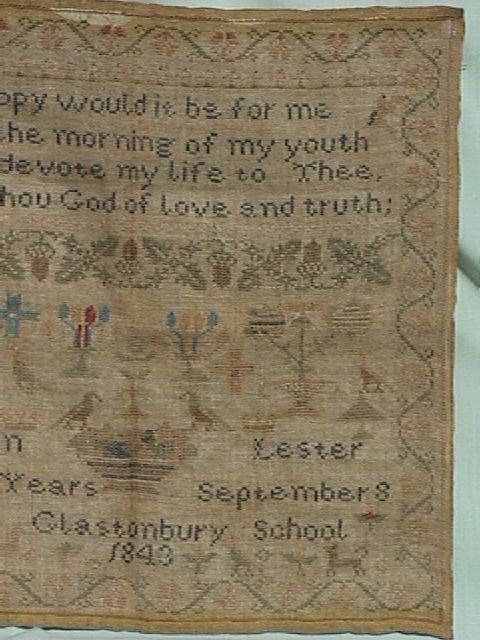 ppy would it be for me
the morning of my youth
devote my life to Thee,
hou God of love and truth;
n Lester
Years September 8
Glastonbury School
1843